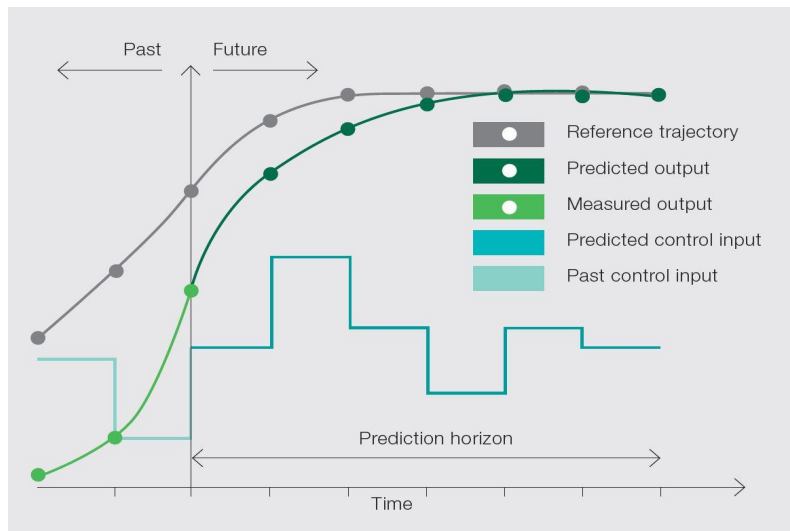 Past
Future
Reference trajectory
Predicted output
Measured output
Predicted control input
Past control input
Prediction horizon
Time